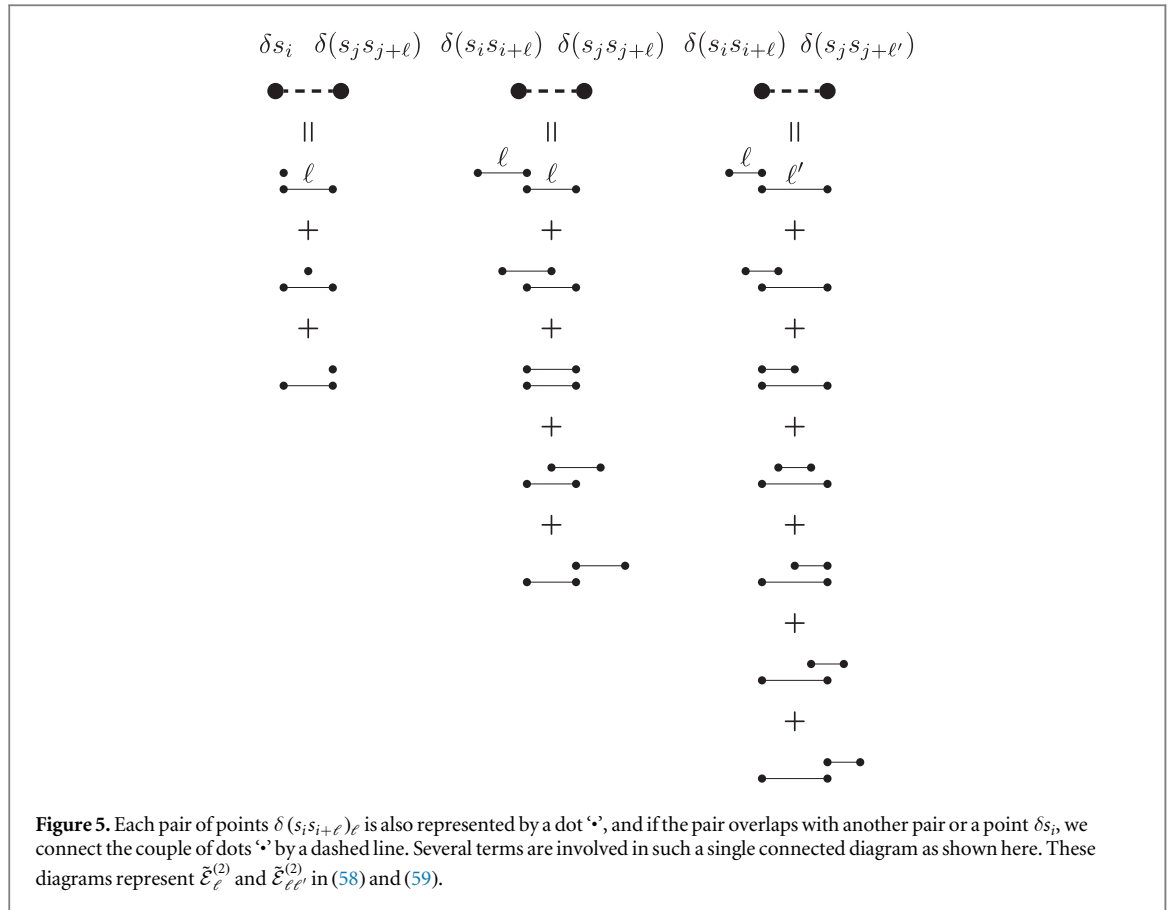 δs_i δ(s_j s_{j+ℓ}) δ(s_i s_{i+ℓ}) δ(s_j s_{j+ℓ}) δ(s_i s_{i+ℓ}) δ(s_j s_{j+ℓ′})
|| || ||
ℓ ℓ ℓ ℓ ℓ′
+ + +
+ + +
+ +
+ +
+
+
Figure 5. Each pair of points δ(s_i s_{i+ℓ})_ℓ is also represented by a dot ‘•’, and if the pair overlaps with another pair or a point δs_i, we
connect the couple of dots ‘•’ by a dashed line. Several terms are involved in such a single connected diagram as shown here. These
diagrams represent ℰ̃_ℓ^{(2)} and ℰ̃_{ℓℓ′}^{(2)} in (58) and (59).